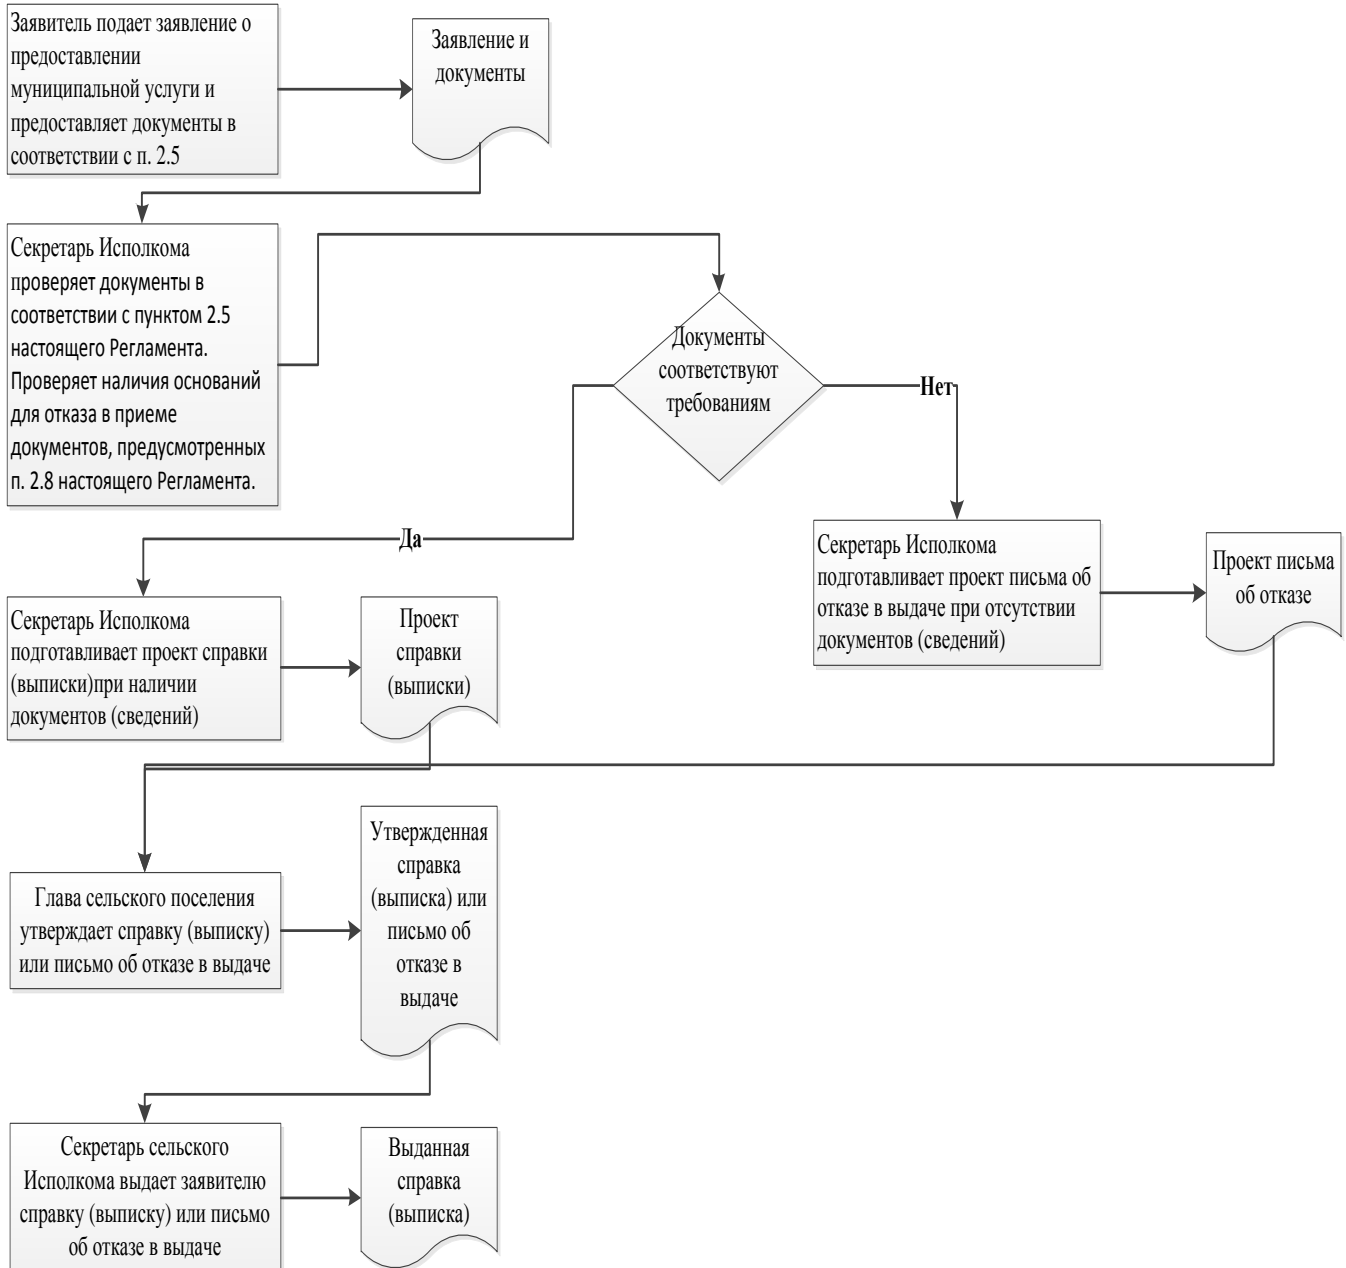 Заявитель подает заявление о
предоставлении
муниципальной услуги и
предоставляет документы в
соответствии с п. 2.5
Заявление и
документы
Секретарь Исполкома
проверяет документы в
соответствии с пунктом 2.5
настоящего Регламента.
Проверяет наличия оснований
для отказа в приеме
документов, предусмотренных
п. 2.8 настоящего Регламента.
Документы
соответствуют
требованиям
Нет
Да
Секретарь Исполкома
подготавливает проект письма об
отказе в выдаче при отсутствии
документов (сведений)
Проект письма
об отказе
Секретарь Исполкома
подготавливает проект справки
(выписки)при наличии
документов (сведений)
Проект
справки
(выписки)
Глава сельского поселения
утверждает справку (выписку)
или письмо об отказе в выдаче
Утвержденная
справка
(выписка) или
письмо об
отказе в
выдаче
Секретарь сельского
Исполкома выдает заявителю
справку (выписку) или письмо
об отказе в выдаче
Выданная
справка
(выписка)